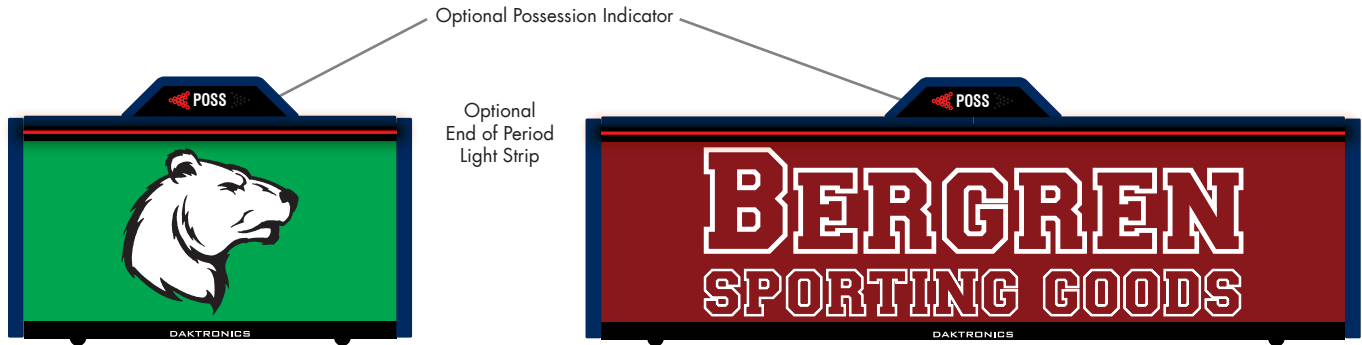 Optional Possession Indicator
POSS
POSS
Optional
End of Period
Light Strip
BERGREN
SPORTING GOODS
DAKTRONICS
DAKTRONICS